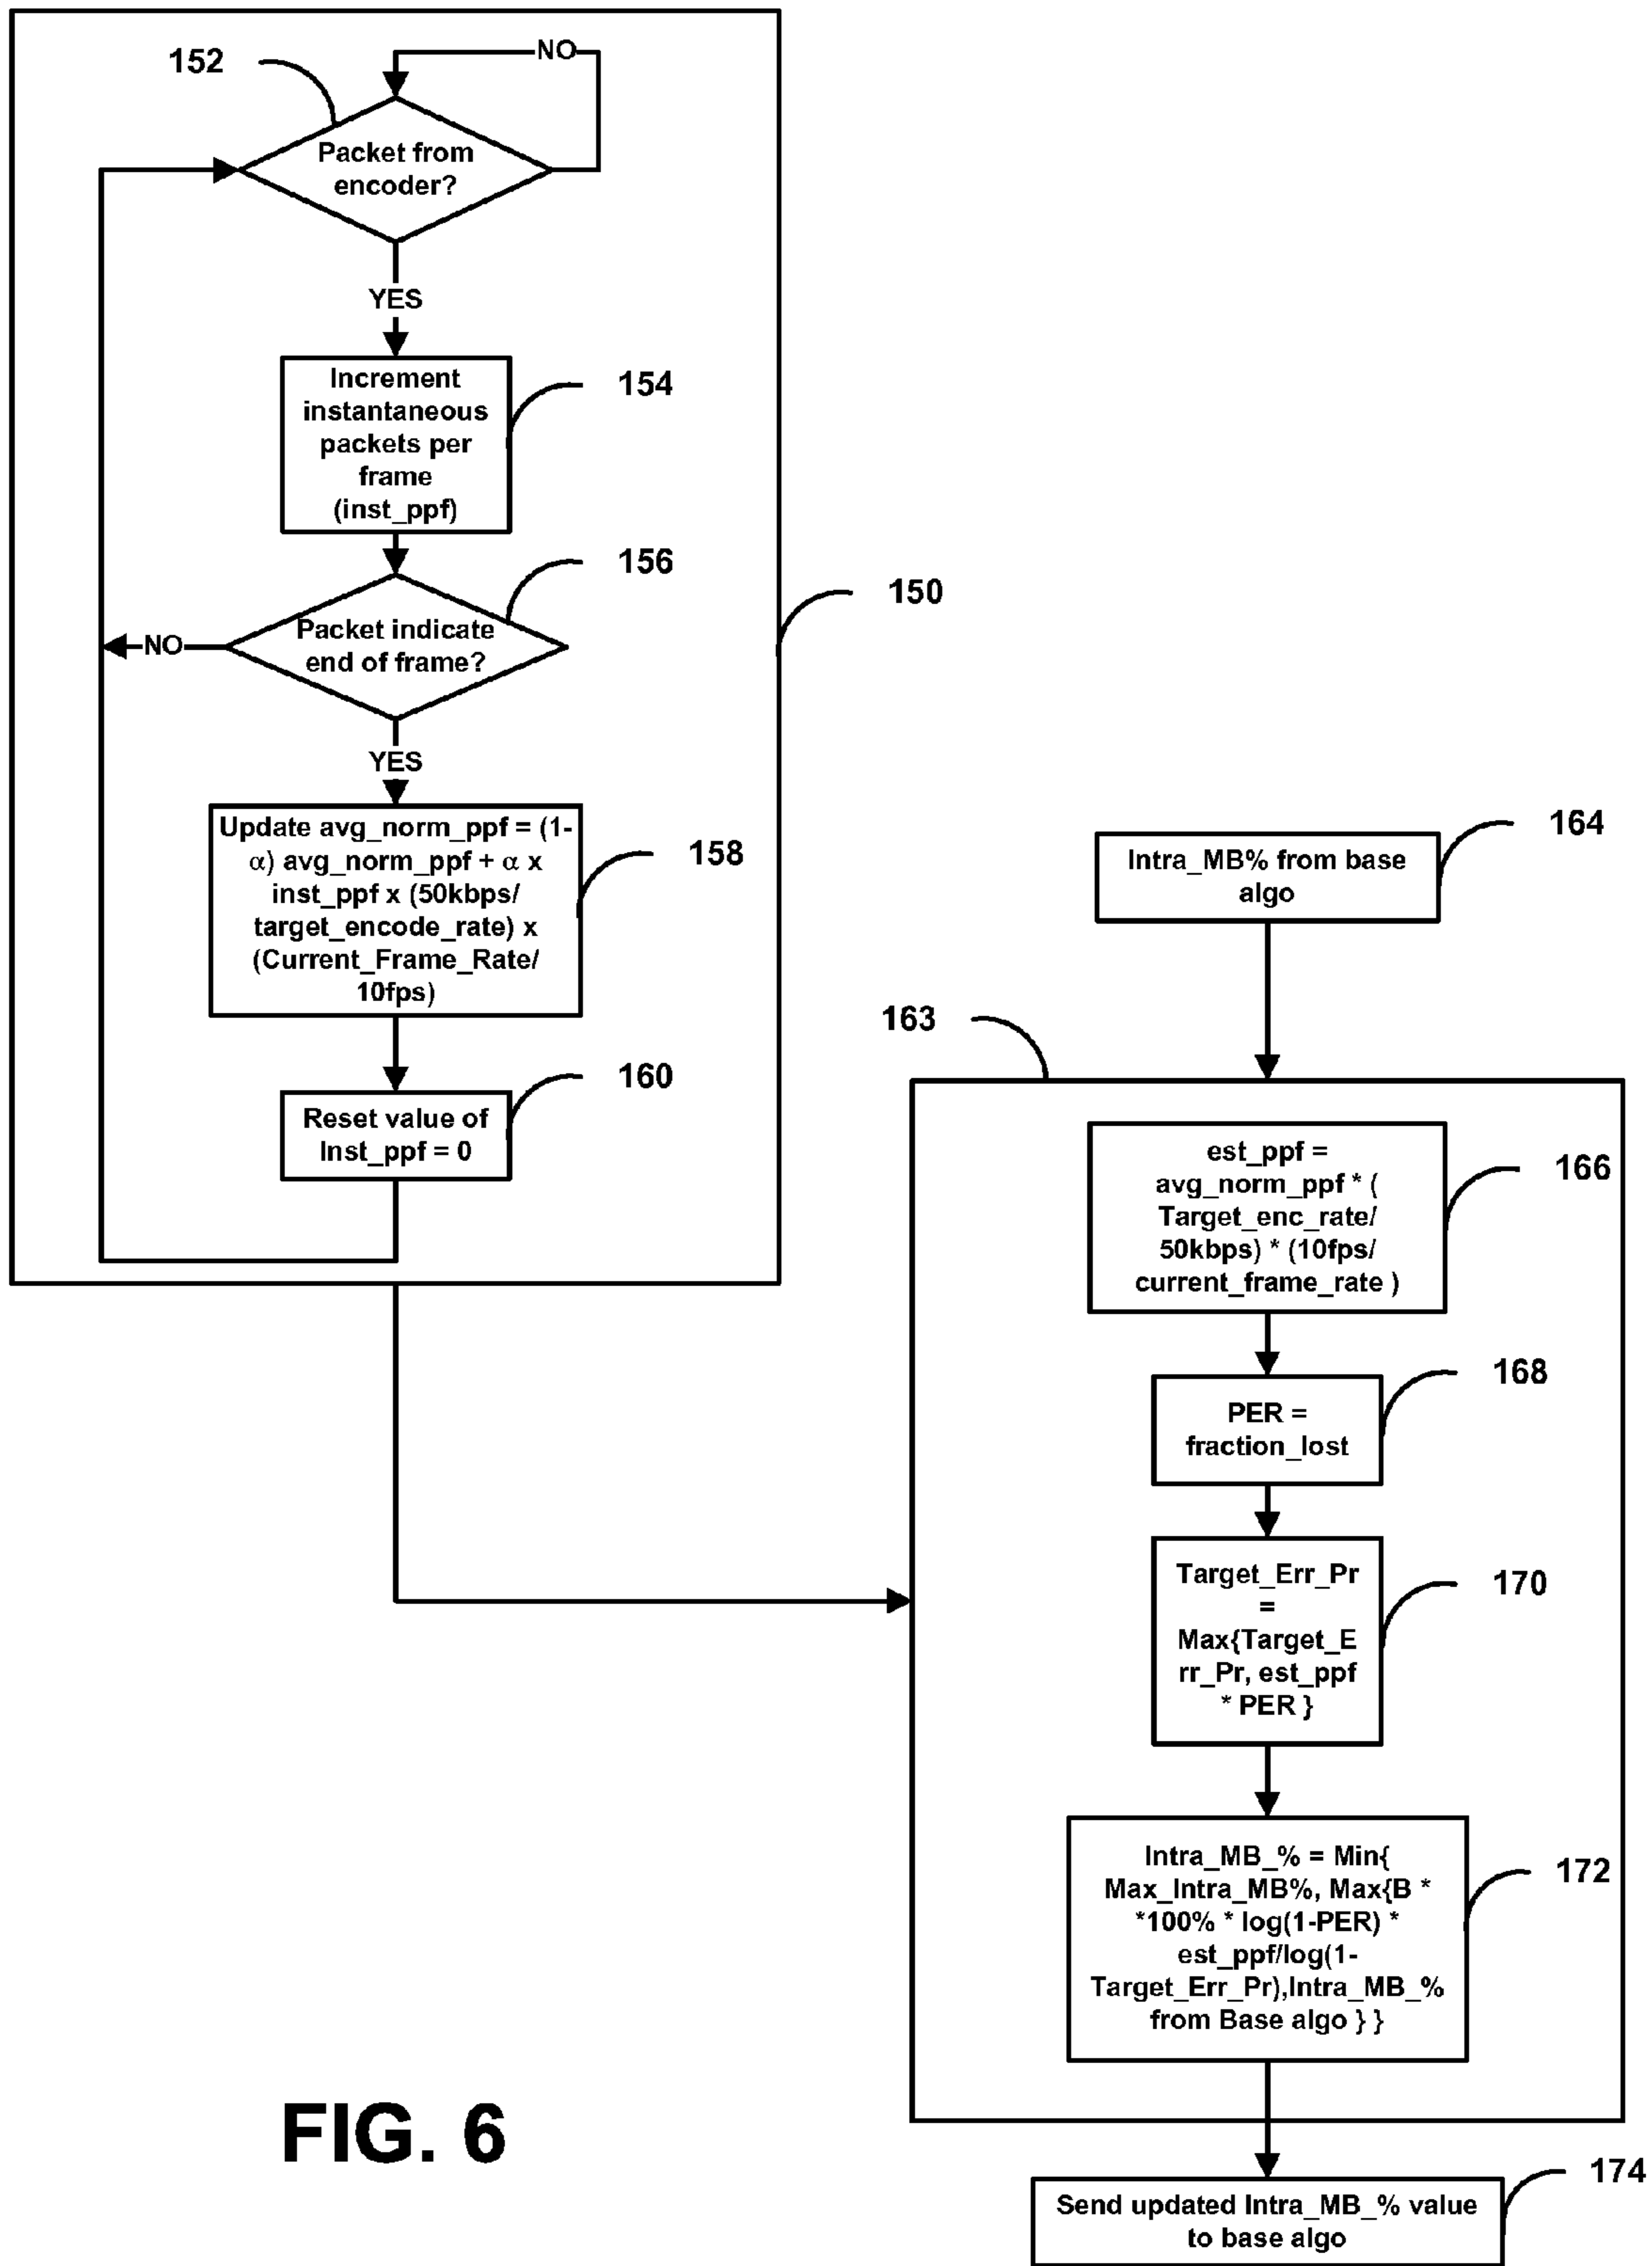 152
NO
Packet from
encoder?
YES
Increment
instantaneous
packets per
frame
(inst_ppf)
154
156
Packet indicate
end of frame?
NO
150
YES
Update avg_norm_ppf = (1-
α) avg_norm_ppf + α x
inst_ppf x (50kbps/
target_encode_rate) x
(Current_Frame_Rate/
10fps)
158
Reset value of
Inst_ppf = 0
160
164
Intra_MB% from base
algo
163
est_ppf =
avg_norm_ppf * (
Target_enc_rate/
50kbps) * (10fps/
current_frame_rate )
166
PER =
fraction_lost
168
Target_Err_Pr
=
Max{Target_E
rr_Pr, est_ppf
* PER }
170
Intra_MB_% = Min{
Max_Intra_MB%, Max{B *
*100% * log(1-PER) *
est_ppf/log(1-
Target_Err_Pr),Intra_MB_%
from Base algo } }
172
174
Send updated Intra_MB_% value
to base algo
FIG. 6